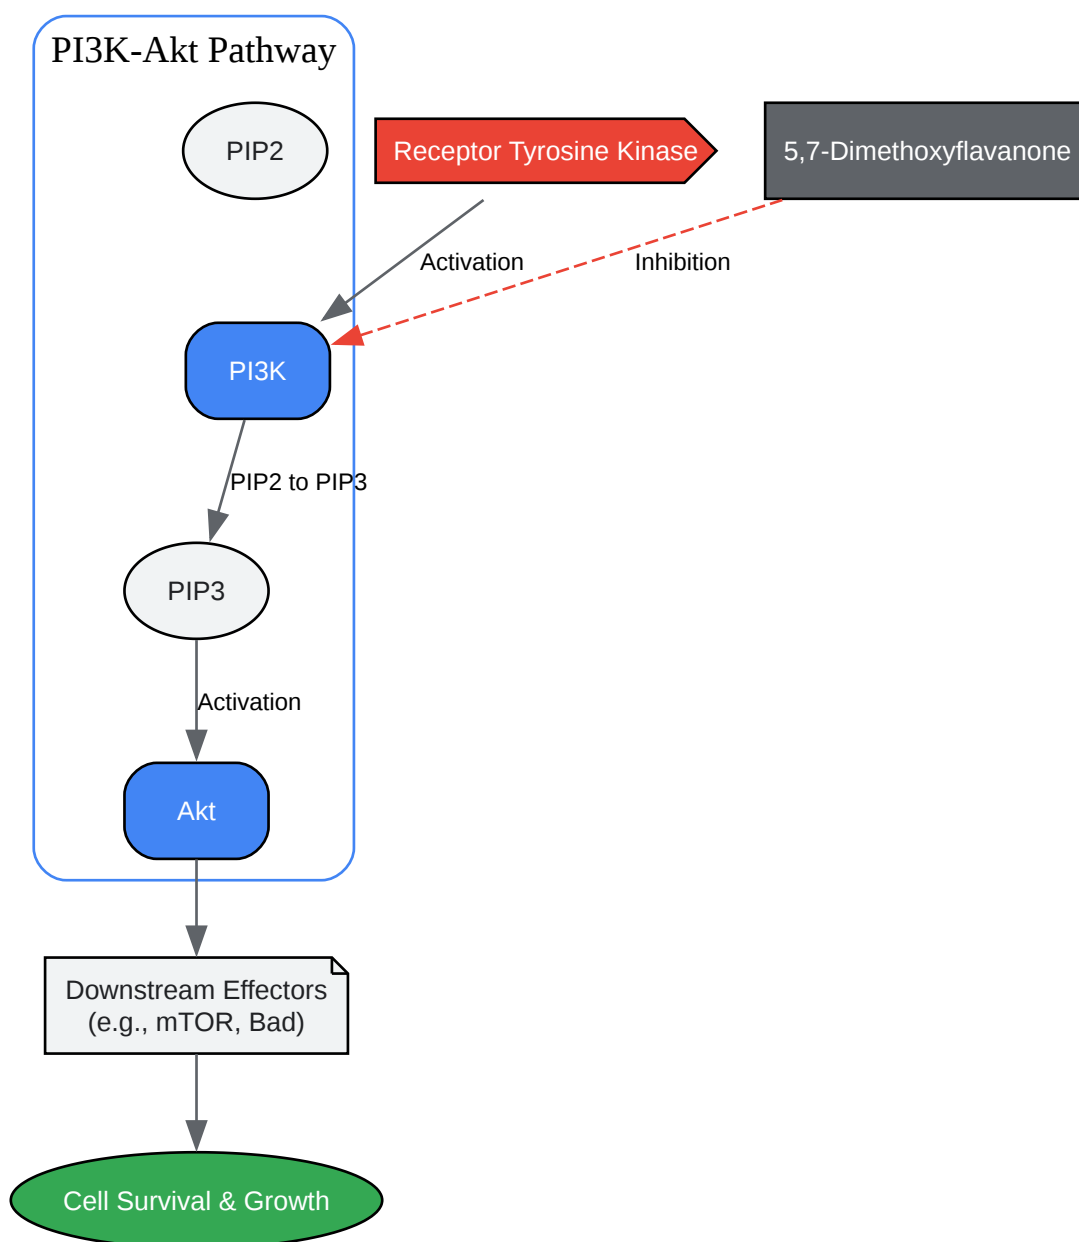 PI3K-Akt Pathway
PIP2
Receptor Tyrosine Kinase
5,7-Dimethoxyflavanone
Activation
Inhibition
PI3K
PIP2 to PIP3
PIP3
Activation
Akt
Downstream Effectors
(e.g., mTOR, Bad)
Cell Survival & Growth